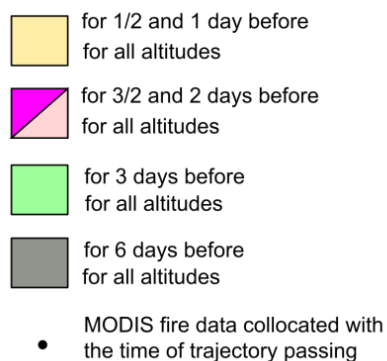 for 1/2 and 1 day before
for all altitudes
for 3/2 and 2 days before
for all altitudes
for 3 days before
for all altitudes
for 6 days before
for all altitudes
MODIS fire data collocated with
the time of trajectory passing